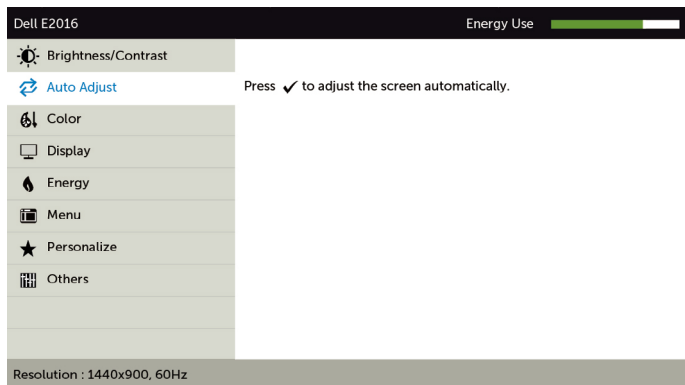 Dell E2016
Energy Use
Brightness/Contrast
Auto Adjust
Press ✓ to adjust the screen automatically.
Color
Display
Energy
Menu
Personalize
Others
Resolution : 1440x900, 60Hz